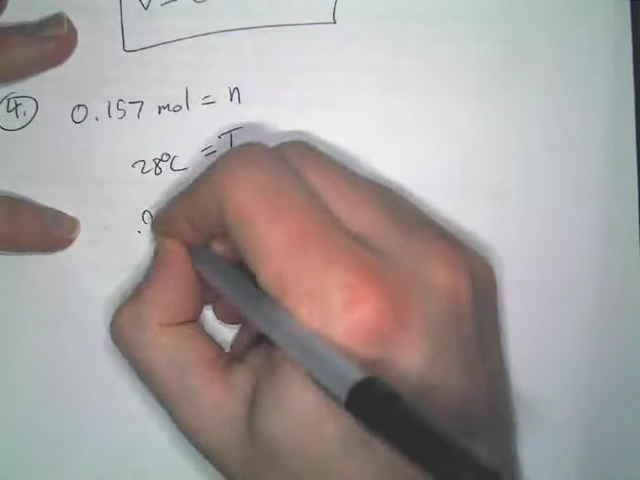 4. 0.157 mol = n
28°C = T